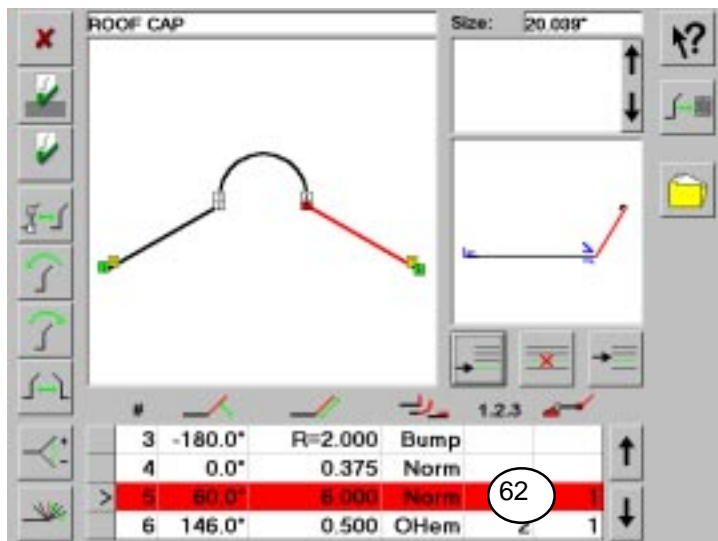 ROOF CAP Size: 20.039"
?
# 1.2.3
3 -180.0° R=2.000 Bump
4 0.0° 0.375 Norm
> 5 60.0° 6.000 Norm 62 1
6 146.0° 0.500 OHem 2 1